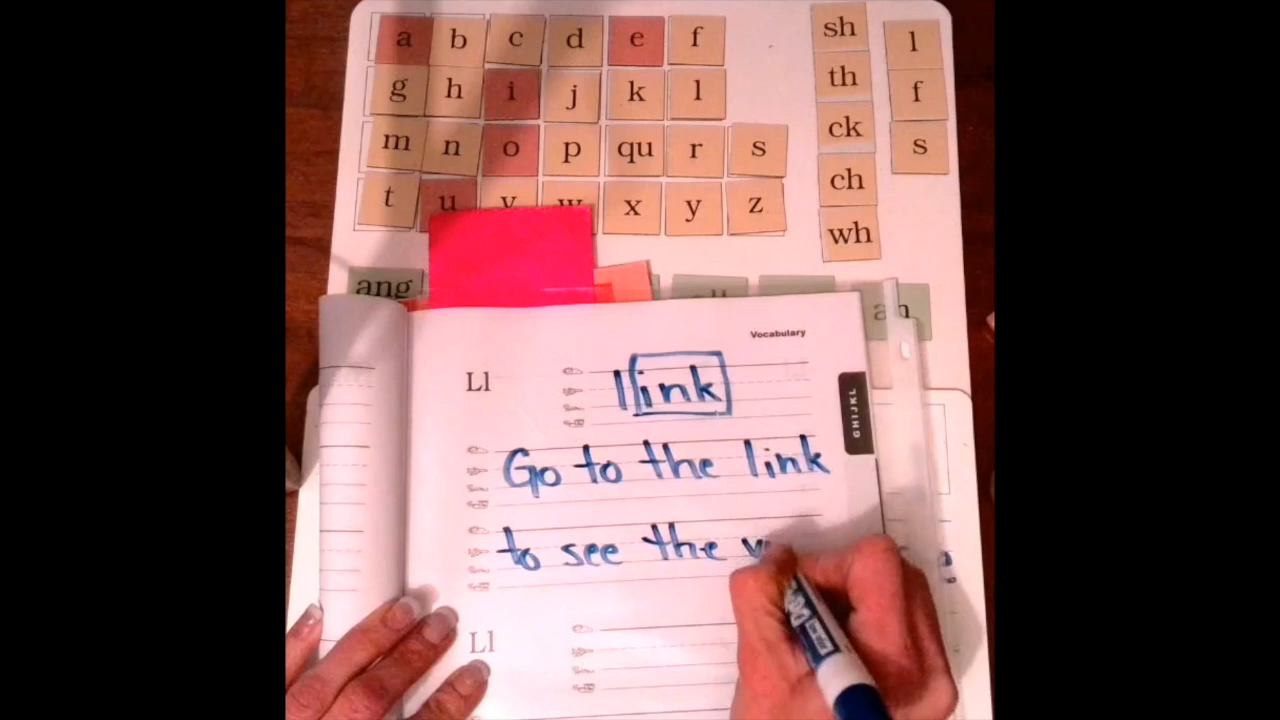 a b c d e f
g h i j k l
m n o p qu r s
t u v w x y z
sh
th
ck
ch
wh
l
f
s
ang
Vocabulary
Ll
link
GHIJKL
Go to the link
to see the
Ll